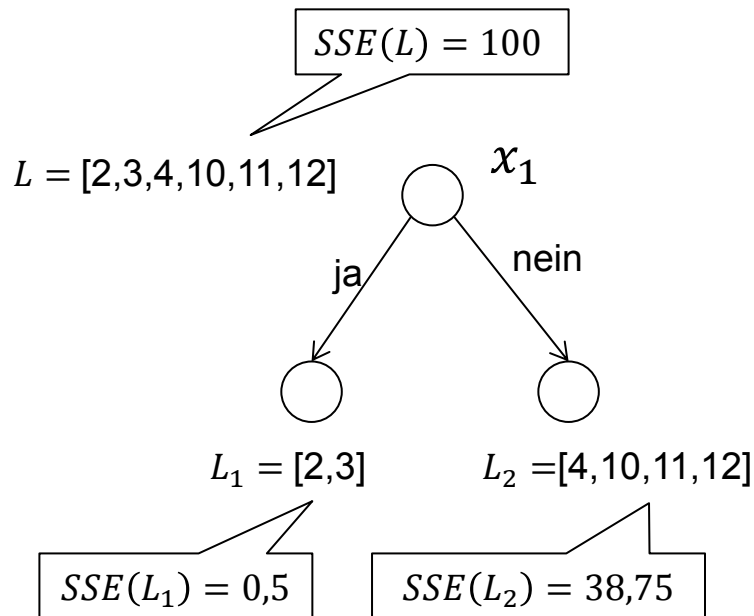 SSE(L) = 100
L = [2,3,4,10,11,12]
x₁
ja
nein
L₁ = [2,3]
L₂ =[4,10,11,12]
SSE(L₁) = 0,5
SSE(L₂) = 38,75